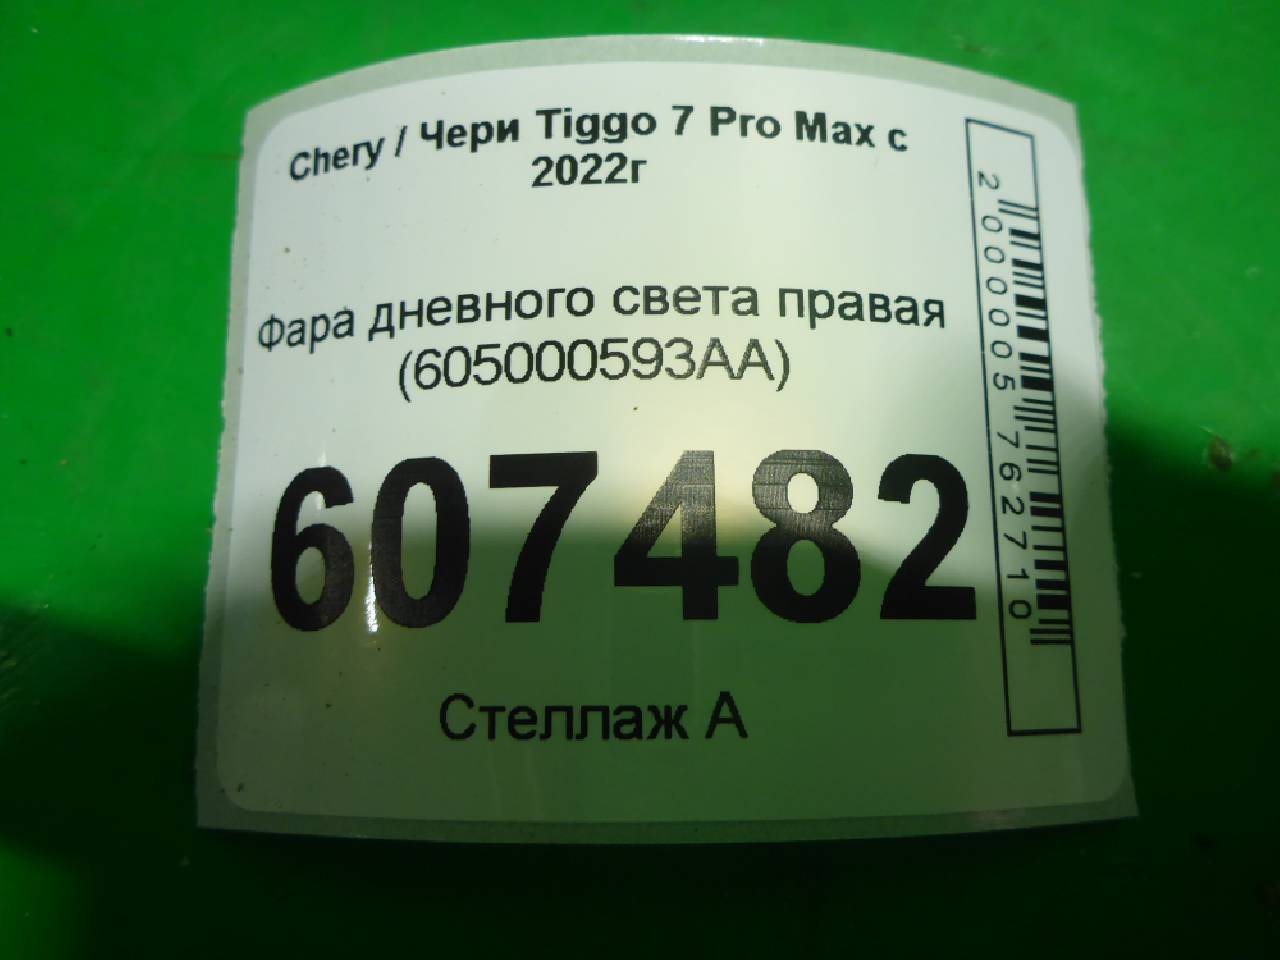 Chery / Чери Tiggo 7 Pro Max с
2022г
Фара дневного света правая
(605000593AA)
607482
Стеллаж А
2000005762710